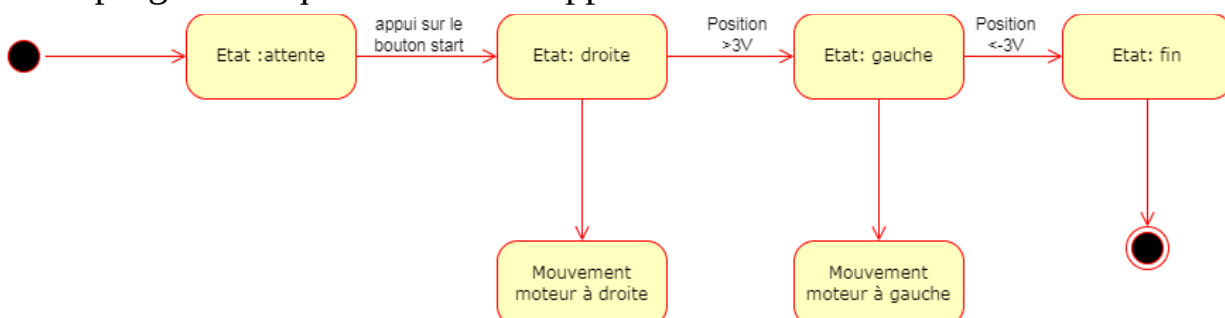 appui sur le
bouton start
Position
>3V
Position
<-3V
Etat :attente
Etat: droite
Etat: gauche
Etat: fin
Mouvement
moteur à droite
Mouvement
moteur à gauche